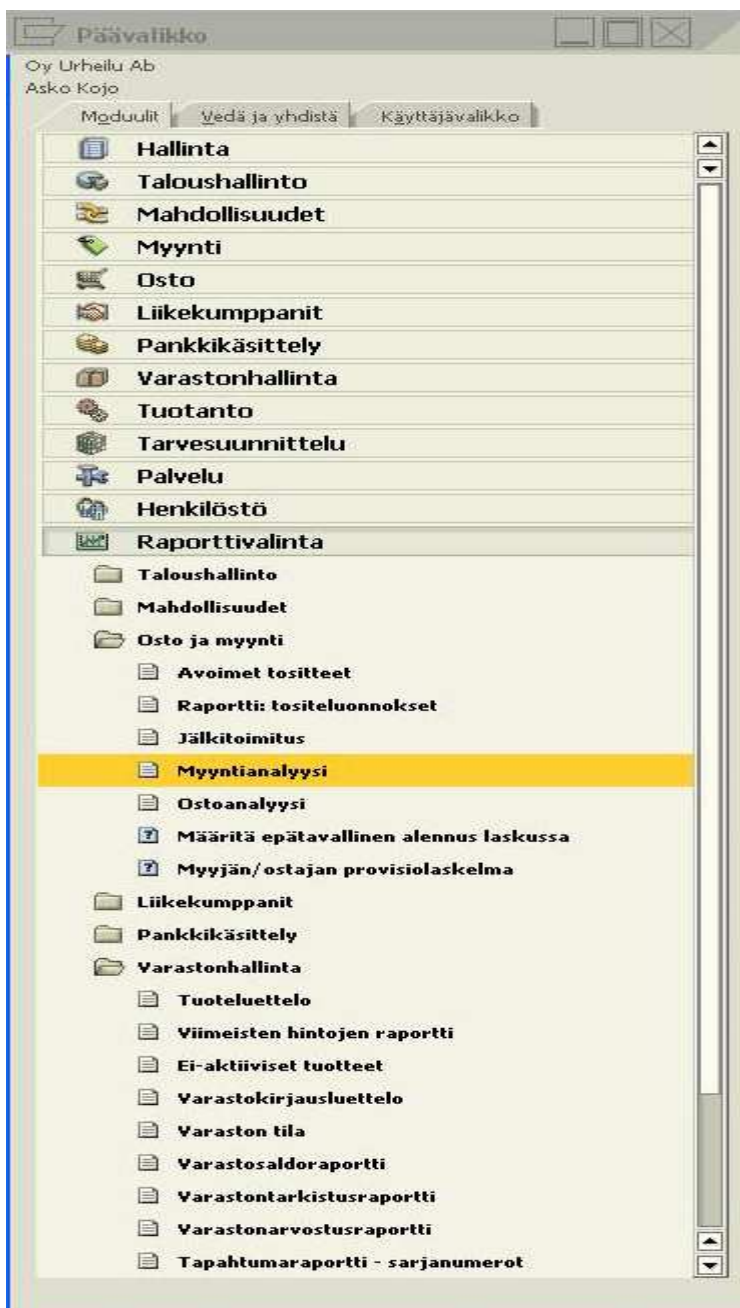 Päävalikko
Oy Urheilu Ab
Asko Kojo
Moduulit Vedä ja yhdistä Käyttäjävalikko
Hallinta
Taloushallinto
Mahdollisuudet
Myynti
Osto
Liikekumppanit
Pankkikäsittely
Varastonhallinta
Tuotanto
Tarvesuunnittelu
Palvelu
Henkilöstö
Raporttivalinta
Taloushallinto
Mahdollisuudet
Osto ja myynti
Avoimet tositteet
Raportti: tositeluonnokset
Jälkitoimitus
Myyntianalyysi
Ostoanalyysi
Määritä epätavallinen alennus laskussa
Myyjän/ostajan provisiolaskelma
Liikekumppanit
Pankkikäsittely
Varastonhallinta
Tuoteluettelo
Viimeisten hintojen raportti
Ei-aktiiviset tuotteet
Varastokirjausluettelo
Varaston tila
Varastosaldoraportti
Varastontarkistusraportti
Varastonarvostusraportti
Tapahtumaraportti - sarjanumerot